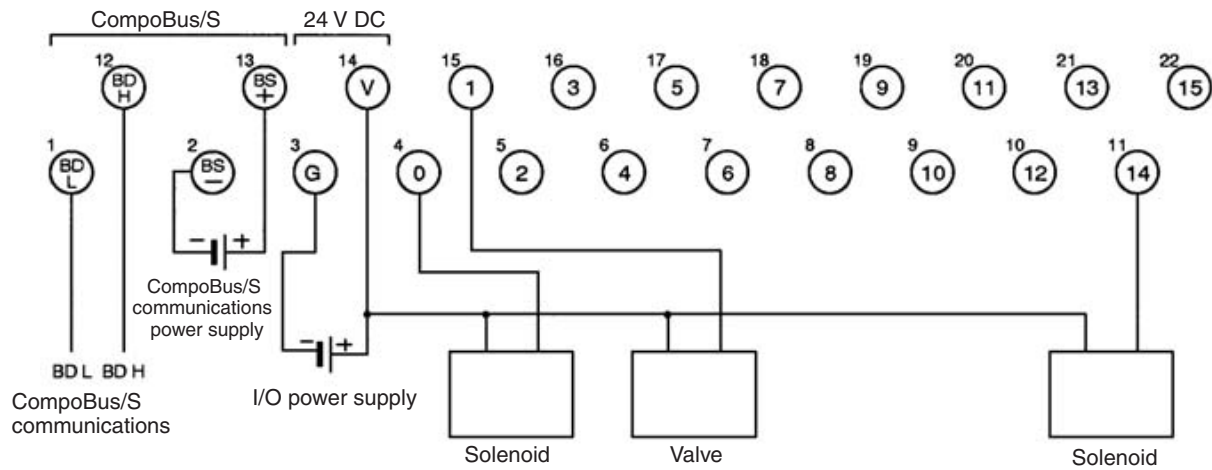 CompoBus/S 24 V DC
12 13 14 15 16 17 18 19 20 21 22
BD H BS + V 1 3 5 7 9 11 13 15
1 2 3 4 5 6 7 8 9 10 11
BD L BS − G 0 2 4 6 8 10 12 14
− +
CompoBus/S
communications
power supply
− +
BD L BD H
I/O power supply
CompoBus/S
communications
Solenoid Valve Solenoid